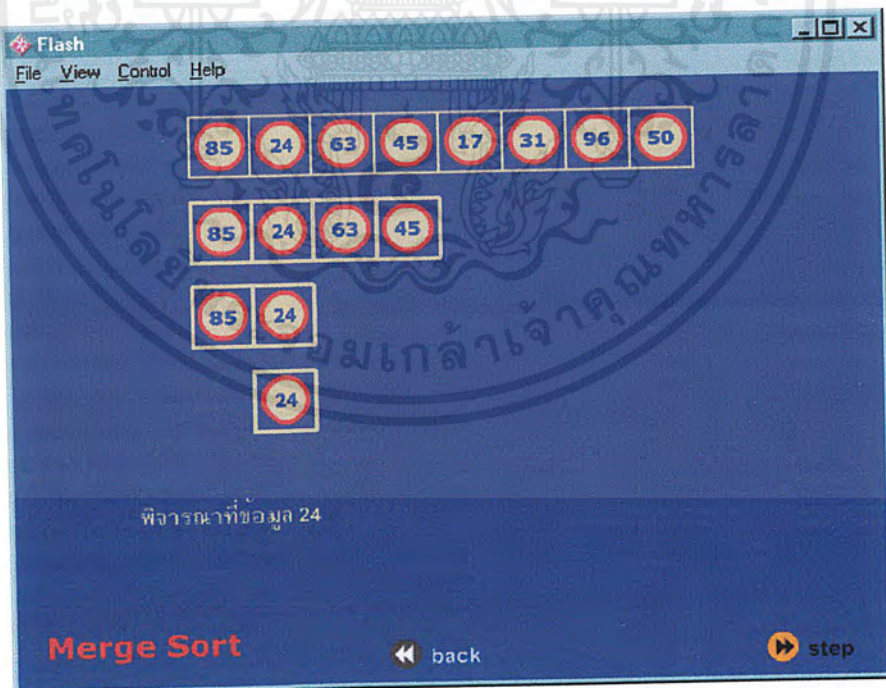 Flash
File View Control Help
85 24 63 45 17 31 96 50
85 24 63 45
85 24
24
พิจารณาที่ข้อมูล 24
Merge Sort
back
step